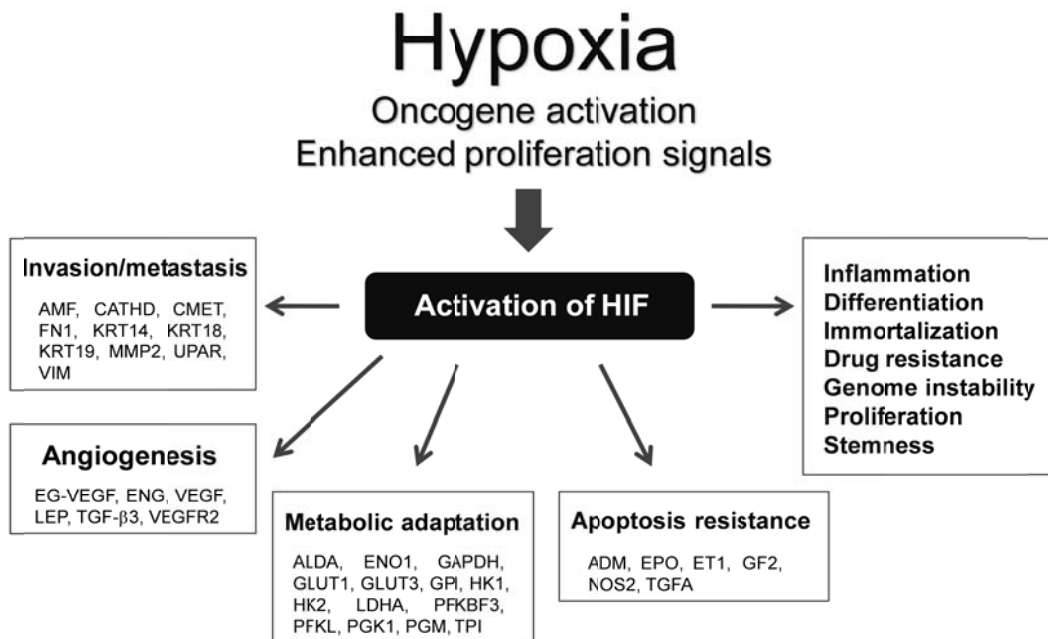 Hypoxia
Oncogene activation
Enhanced proliferation signals
Activation of HIF
Invasion/metastasis
AMF, CATHD, CMET,
FN1, KRT14, KRT18,
KRT19, MMP2, UPAR,
VIM
Angiogenesis
EG-VEGF, ENG, VEGF,
LEP, TGF-β3, VEGFR2
Metabolic adaptation
ALDA, ENO1, GAPDH,
GLUT1, GLUT3, GPI, HK1,
HK2, LDHA, PFKBF3,
PFKL, PGK1, PGM, TPI
Apoptosis resistance
ADM, EPO, ET1, GF2,
NOS2, TGFA
Inflammation
Differentiation
Immortalization
Drug resistance
Genome instability
Proliferation
Stemness